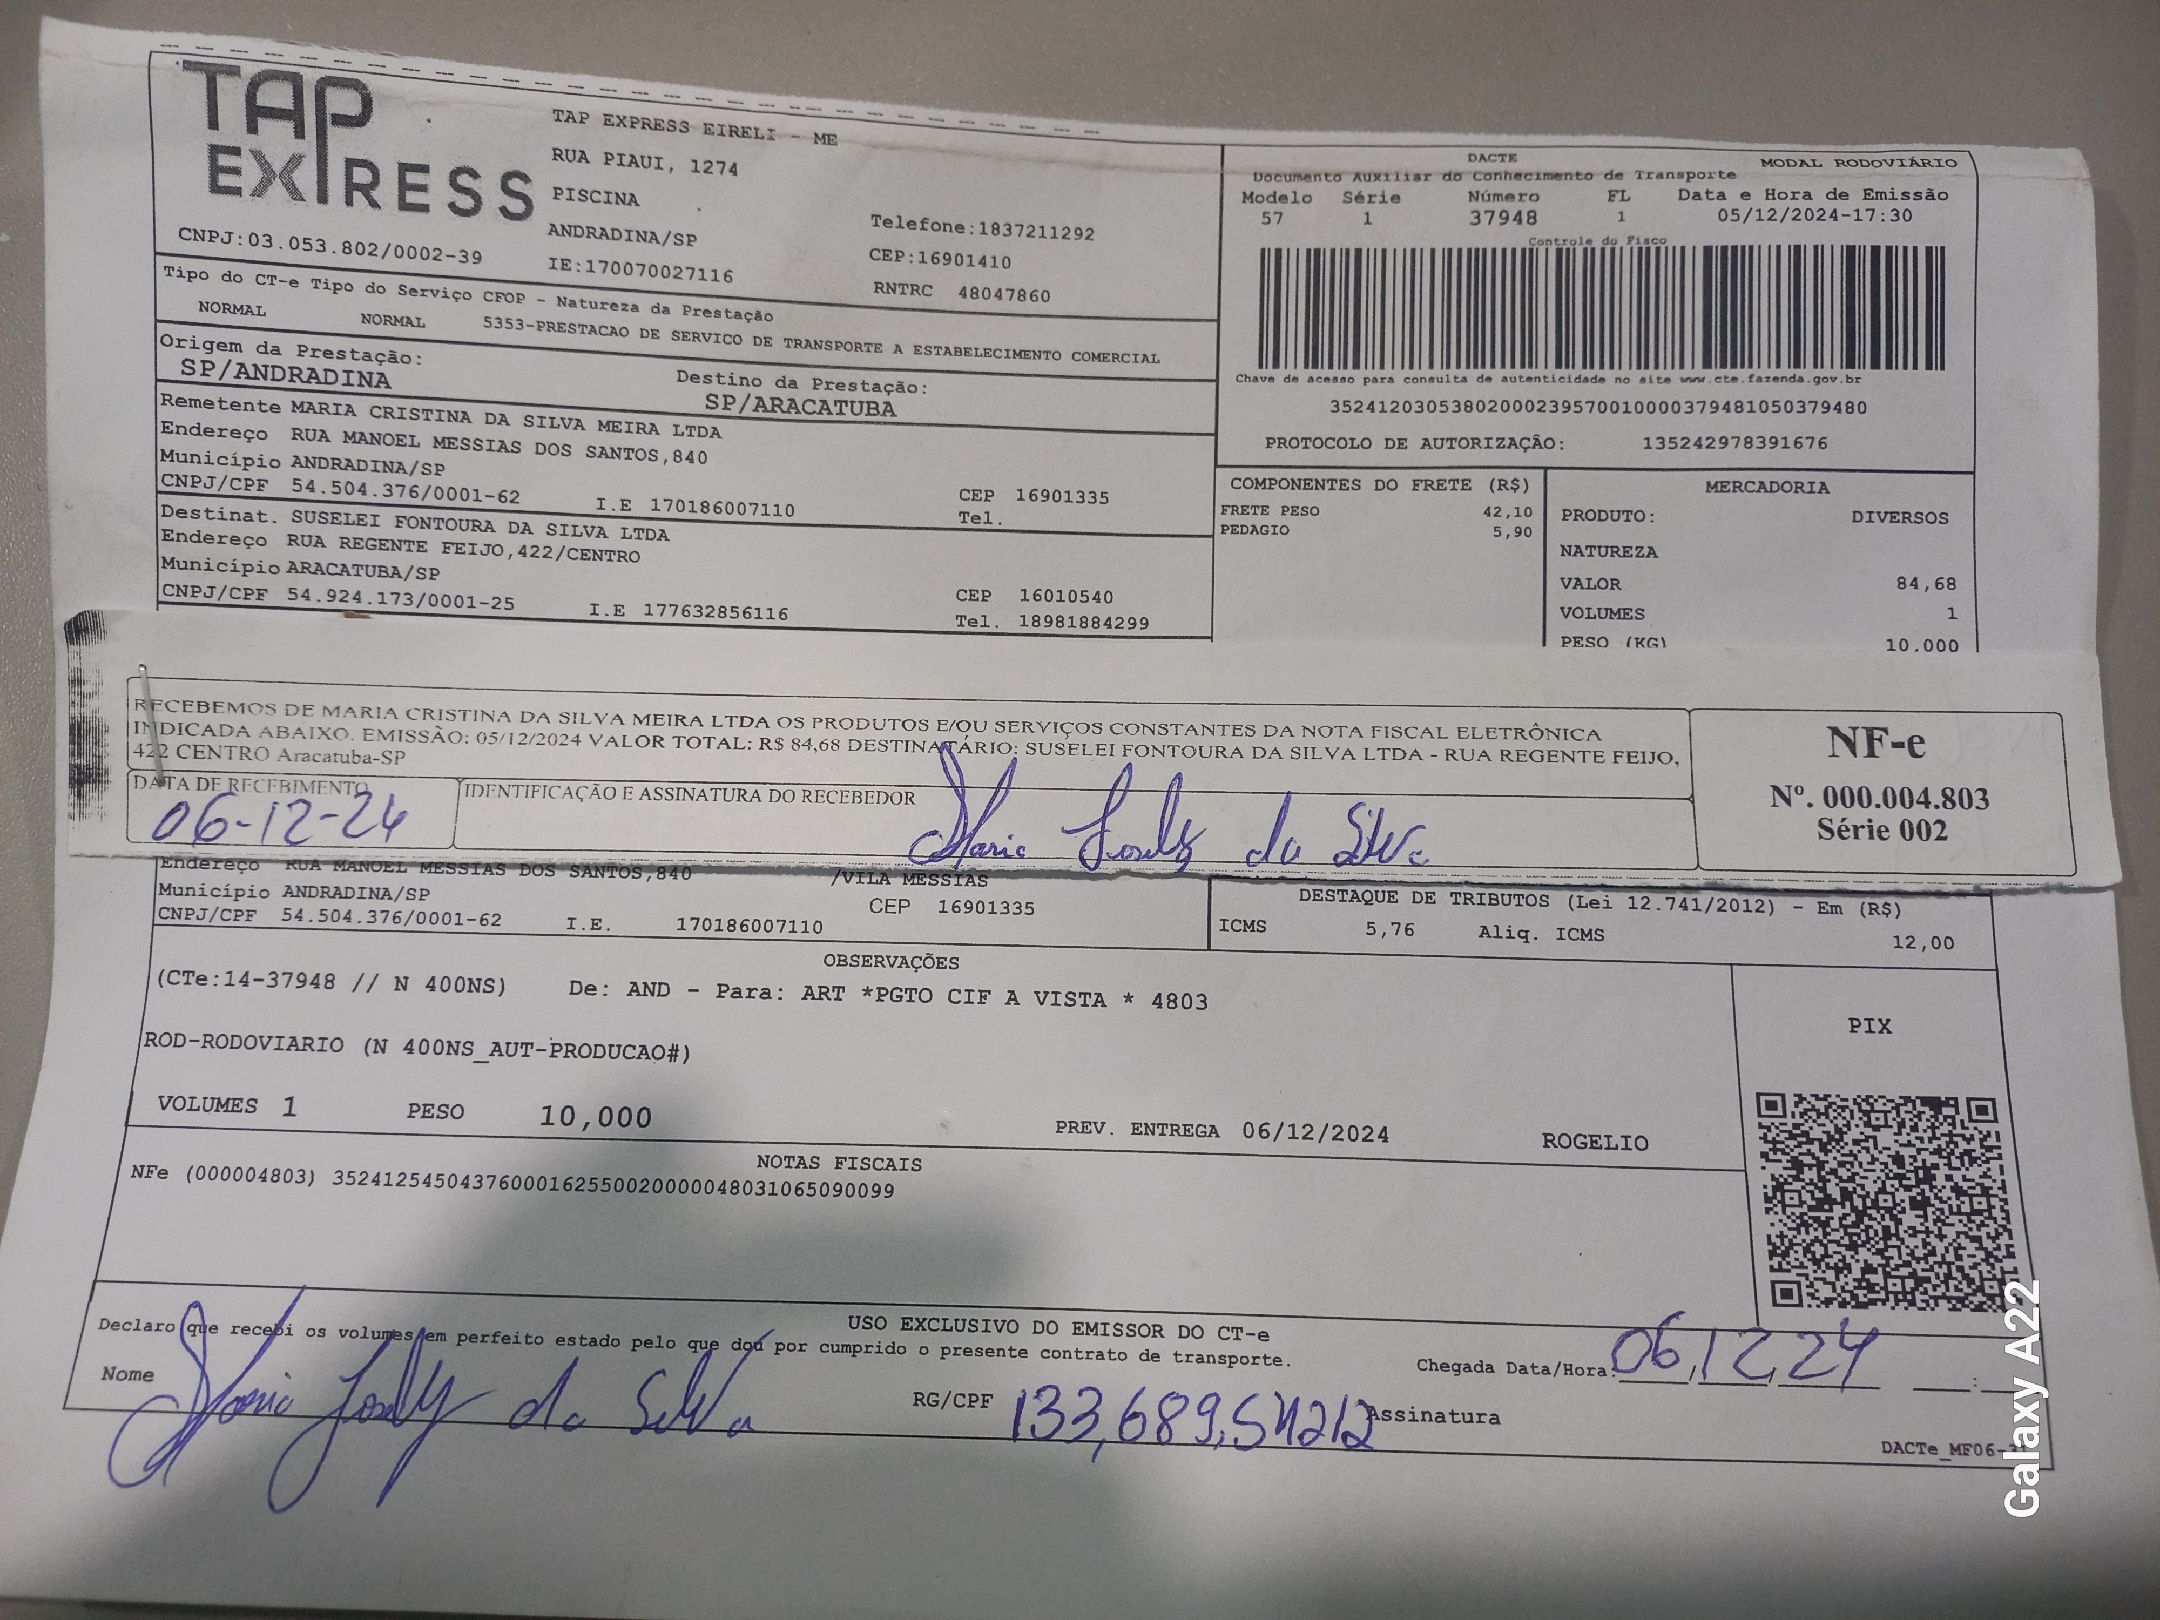 TAP
EXPRESS
TAP EXPRESS EIRELI - ME
RUA PIAUI, 1274
PISCINA
ANDRADINA/SP
Telefone:1837211292
CNPJ:03.053.802/0002-39
IE:170070027116
CEP:16901410
RNTRC 48047860
Tipo do CT-e Tipo do Serviço CFOP - Natureza da Prestação
NORMAL NORMAL 5353-PRESTACAO DE SERVICO DE TRANSPORTE A ESTABELECIMENTO COMERCIAL
Origem da Prestação:
SP/ANDRADINA
Destino da Prestação:
SP/ARACATUBA
Remetente MARIA CRISTINA DA SILVA MEIRA LTDA
Endereço RUA MANOEL MESSIAS DOS SANTOS,840
Município ANDRADINA/SP
CNPJ/CPF 54.504.376/0001-62 I.E 170186007110
CEP 16901335
Tel.
Destinat. SUSELEI FONTOURA DA SILVA LTDA
Endereço RUA REGENTE FEIJO,422/CENTRO
Município ARACATUBA/SP
CNPJ/CPF 54.924.173/0001-25 I.E 177632856116
CEP 16010540
Tel. 18981884299
DACTE MODAL RODOVIÁRIO
Documento Auxiliar do Conhecimento de Transporte
Modelo Série Número FL Data e Hora de Emissão
57 1 37948 1 05/12/2024-17:30
Controle do Fisco
Chave de acesso para consulta de autenticidade no site www.cte.fazenda.gov.br
35241203053802000239570010000379481050379480
PROTOCOLO DE AUTORIZAÇÃO: 135242978391676
COMPONENTES DO FRETE (R$)
FRETE PESO 42,10
PEDAGIO 5,90
MERCADORIA
PRODUTO: DIVERSOS
NATUREZA
VALOR 84,68
VOLUMES 1
PESO (KG) 10.000
RECEBEMOS DE MARIA CRISTINA DA SILVA MEIRA LTDA OS PRODUTOS E/OU SERVIÇOS CONSTANTES DA NOTA FISCAL ELETRÔNICA
INDICADA ABAIXO. EMISSÃO: 05/12/2024 VALOR TOTAL: R$ 84,68 DESTINATÁRIO: SUSELEI FONTOURA DA SILVA LTDA - RUA REGENTE FEIJO,
422 CENTRO Aracatuba-SP
DATA DE RECEBIMENTO
06-12-24
IDENTIFICAÇÃO E ASSINATURA DO RECEBEDOR
Maria da Silva
NF-e
Nº. 000.004.803
Série 002
Endereço RUA MANOEL MESSIAS DOS SANTOS,840 /VILA MESSIAS
Município ANDRADINA/SP
CEP 16901335
CNPJ/CPF 54.504.376/0001-62 I.E. 170186007110
DESTAQUE DE TRIBUTOS (Lei 12.741/2012) - Em (R$)
ICMS 5,76 Aliq. ICMS 12,00
OBSERVAÇÕES
(CTe:14-37948 // N 400NS) De: AND - Para: ART *PGTO CIF A VISTA * 4803
ROD-RODOVIARIO (N 400NS_AUT-PRODUCAO#)
PIX
VOLUMES 1 PESO 10,000 PREV. ENTREGA 06/12/2024 ROGELIO
NOTAS FISCAIS
NFe (000004803) 35241254504376000162550020000048031065090099
USO EXCLUSIVO DO EMISSOR DO CT-e
Declaro que recebi os volumes em perfeito estado pelo que dou por cumprido o presente contrato de transporte.
Chegada Data/Hora: 06,12,24 :
Nome Maria da Silva
RG/CPF 133,689,54212 Assinatura
DACTe_MF06-
Galaxy A22